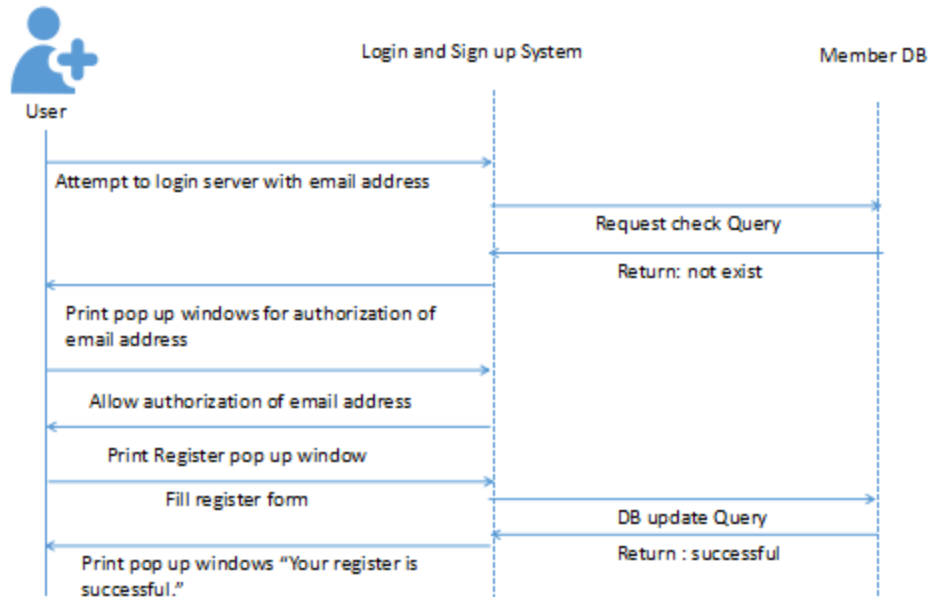 Login and Sign up System
Member DB
User
Attempt to login server with email address
Request check Query
Return: not exist
Print pop up windows for authorization of
email address
Allow authorization of email address
Print Register pop up window
Fill register form
DB update Query
Return : successful
Print pop up windows “Your register is
successful.”